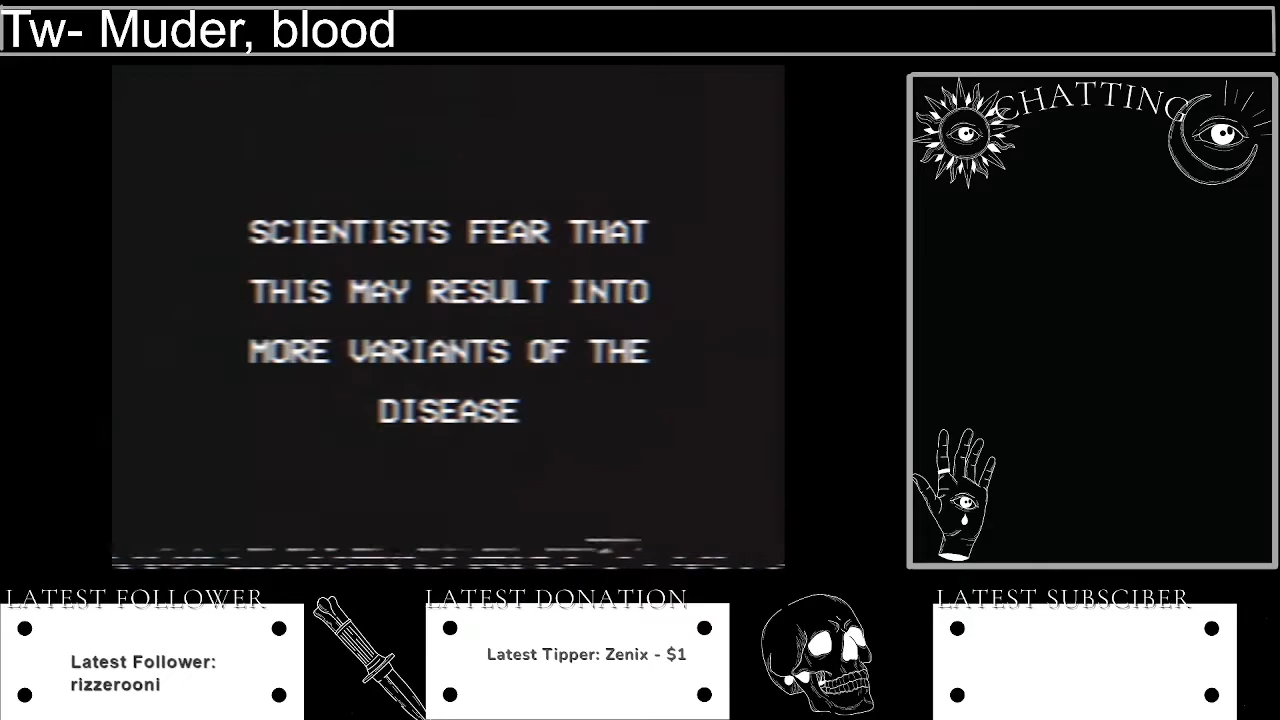 Tw- Muder, blood
CHATTING
SCIENTISTS FEAR THAT
THIS MAY RESULT INTO
MORE VARIANTS OF THE
DISEASE
LATEST FOLLOWER
Latest Follower:
rizzerooni
LATEST DONATION
Latest Tipper: Zenix - $1
LATEST SUBSCIBER